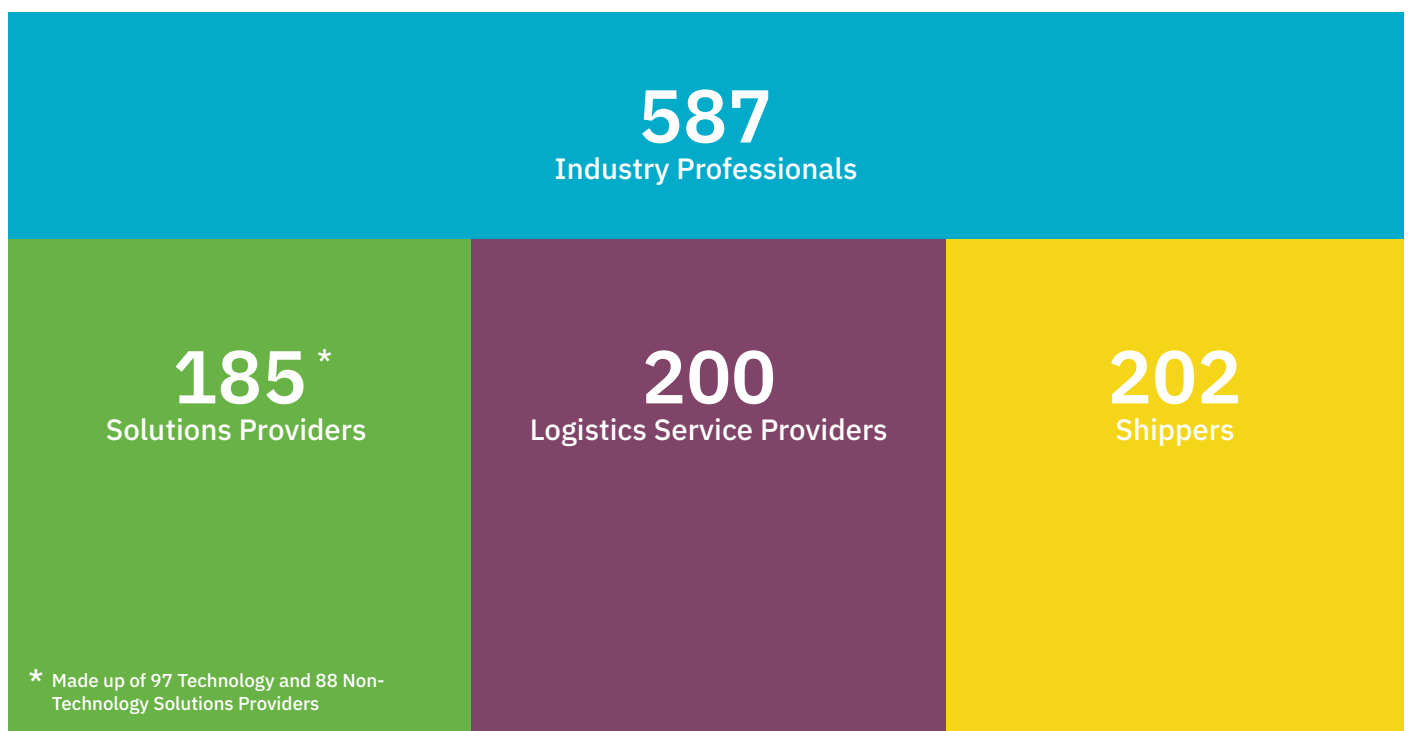 587
Industry Professionals
185 *
Solutions Providers
200
Logistics Service Providers
202
Shippers
* Made up of 97 Technology and 88 Non-
Technology Solutions Providers